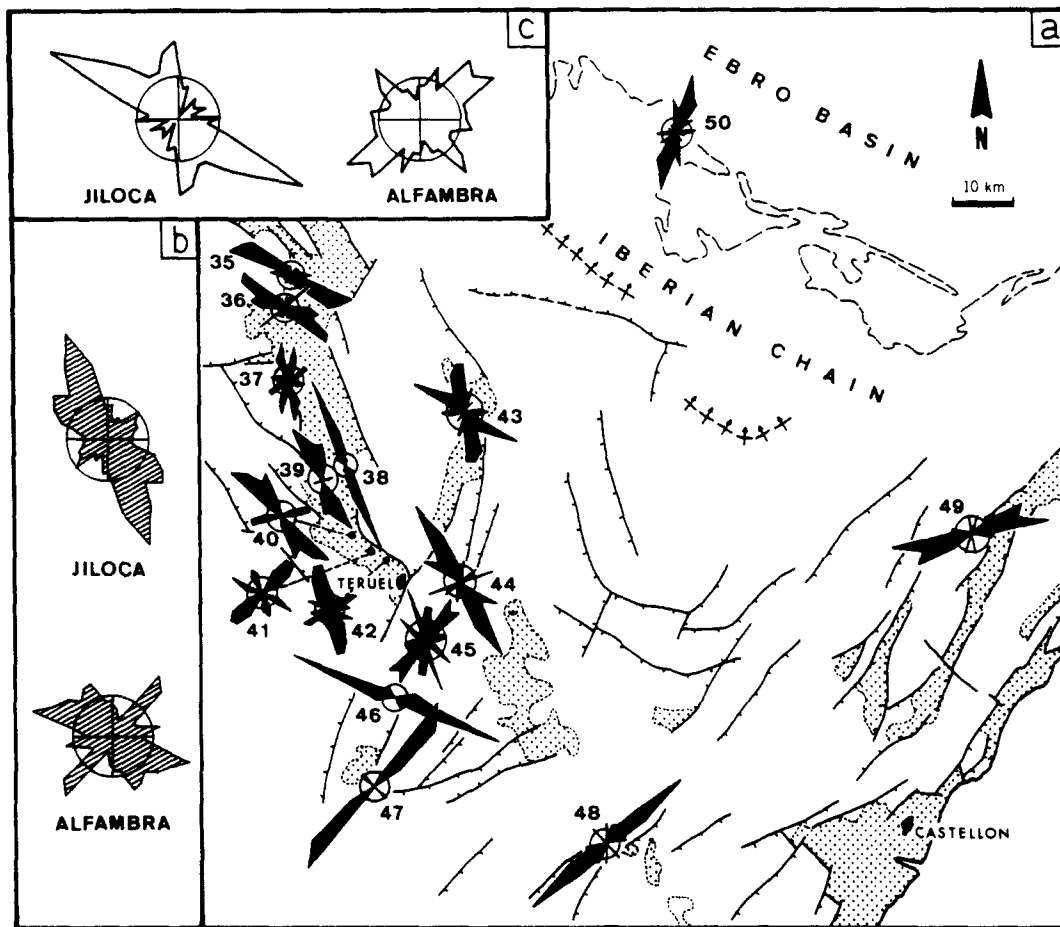 c
JILOCA
ALFAMBRA
a
EBRO BASIN
N
10 km
50
b
IBERIAN CHAIN
35
36
37
38
39
40
41
42
43
44
45
46
47
48
49
TERUEL
CASTELLON
JILOCA
ALFAMBRA